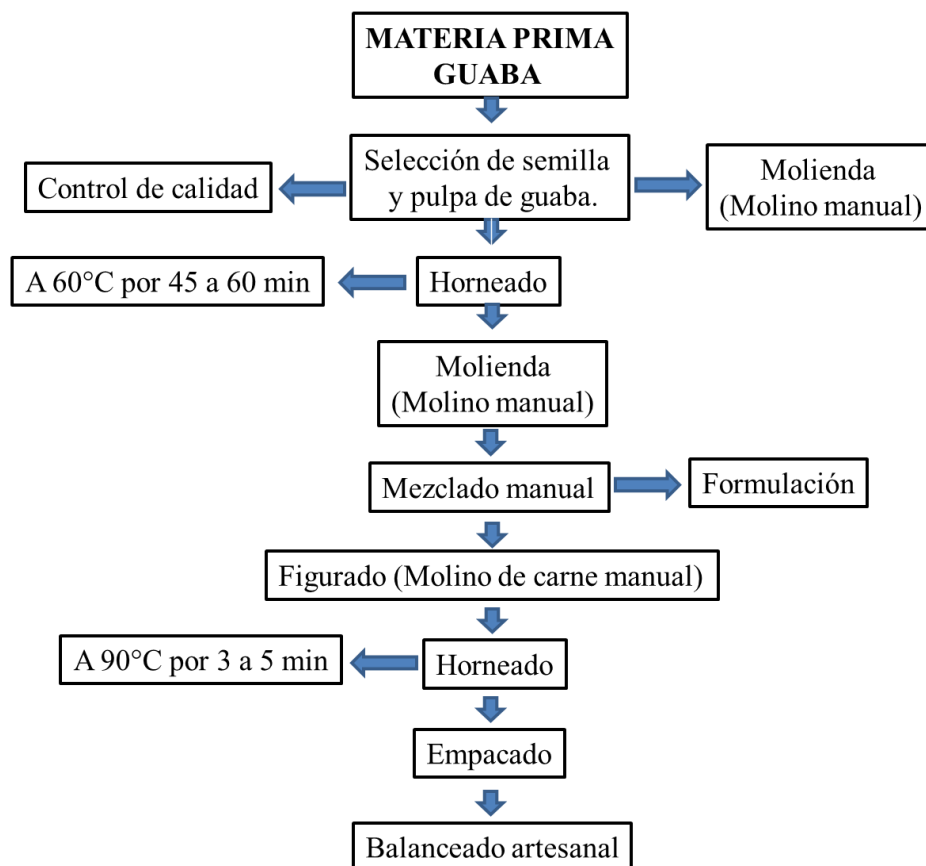 MATERIA PRIMA
GUABA
Control de calidad
Selección de semilla
y pulpa de guaba.
Molienda
(Molino manual)
A 60°C por 45 a 60 min
Horneado
Molienda
(Molino manual)
Mezclado manual
Formulación
Figurado (Molino de carne manual)
A 90°C por 3 a 5 min
Horneado
Empacado
Balanceado artesanal